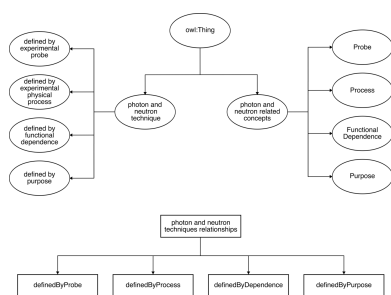 owl:Thing
defined by
experimental
probe
defined by
experimental
physical
process
defined by
functional
dependence
defined by
purpose
photon and
neutron
technique
photon and
neutron related
concepts
Probe
Process
Functional
Dependence
Purpose
photon and neutron
techniques relationships
definedByProbe
definedByProcess
definedByDependence
definedByPurpose